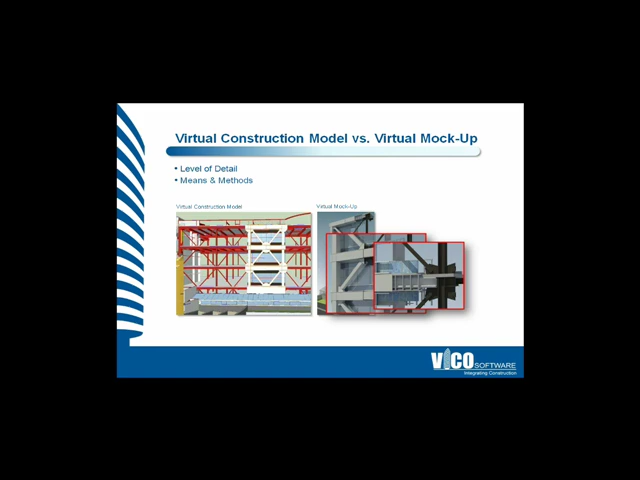 Virtual Construction Model vs. Virtual Mock-Up
• Level of Detail
• Means & Methods
Virtual Construction Model
Virtual Mock-Up
VICO SOFTWARE
Integrating Construction